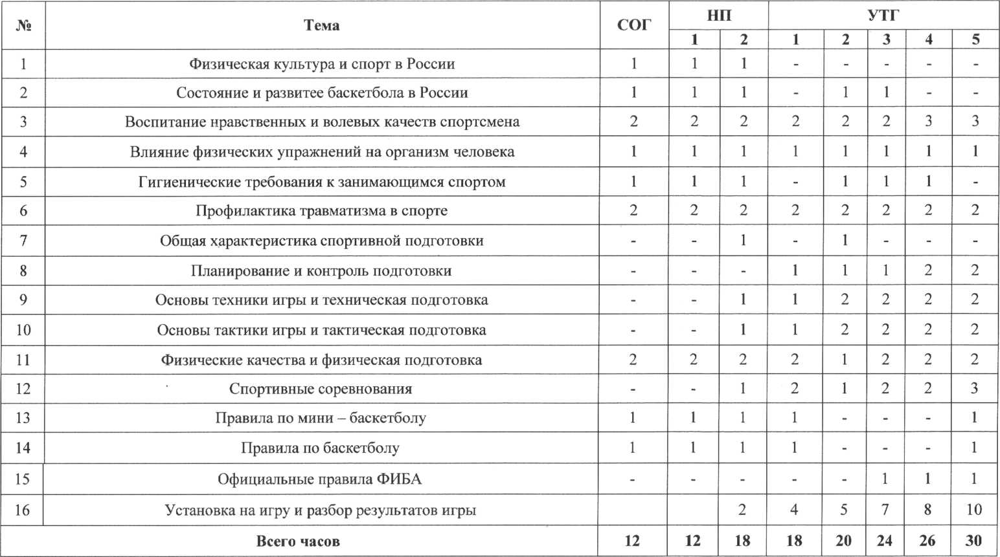 № Тема СОГ НП УТГ
1 2 1 2 3 4 5
1 Физическая культура и спорт в России 1 1 1 - - - - -
2 Состояние и развитее баскетбола в России 1 1 1 - 1 1 - -
3 Воспитание нравственных и волевых качеств спортсмена 2 2 2 2 2 2 3 3
4 Влияние физических упражнений на организм человека 1 1 1 1 1 1 1 1
5 Гигиенические требования к занимающимся спортом 1 1 1 - 1 1 1 -
6 Профилактика травматизма в спорте 2 2 2 2 2 2 2 2
7 Общая характеристика спортивной подготовки - - 1 - 1 - - -
8 Планирование и контроль подготовки - - - 1 1 1 2 2
9 Основы техники игры и техническая подготовка - - 1 1 2 2 2 2
10 Основы тактики игры и тактическая подготовка - - 1 1 2 2 2 2
11 Физические качества и физическая подготовка 2 2 2 2 1 2 2 2
12 Спортивные соревнования - - 1 2 1 2 2 3
13 Правила по мини – баскетболу 1 1 1 1 - - - 1
14 Правила по баскетболу 1 1 1 1 - - - 1
15 Официальные правила ФИБА - - - - - 1 1 1
16 Установка на игру и разбор результатов игры 2 4 5 7 8 10
Всего часов 12 12 18 18 20 24 26 30